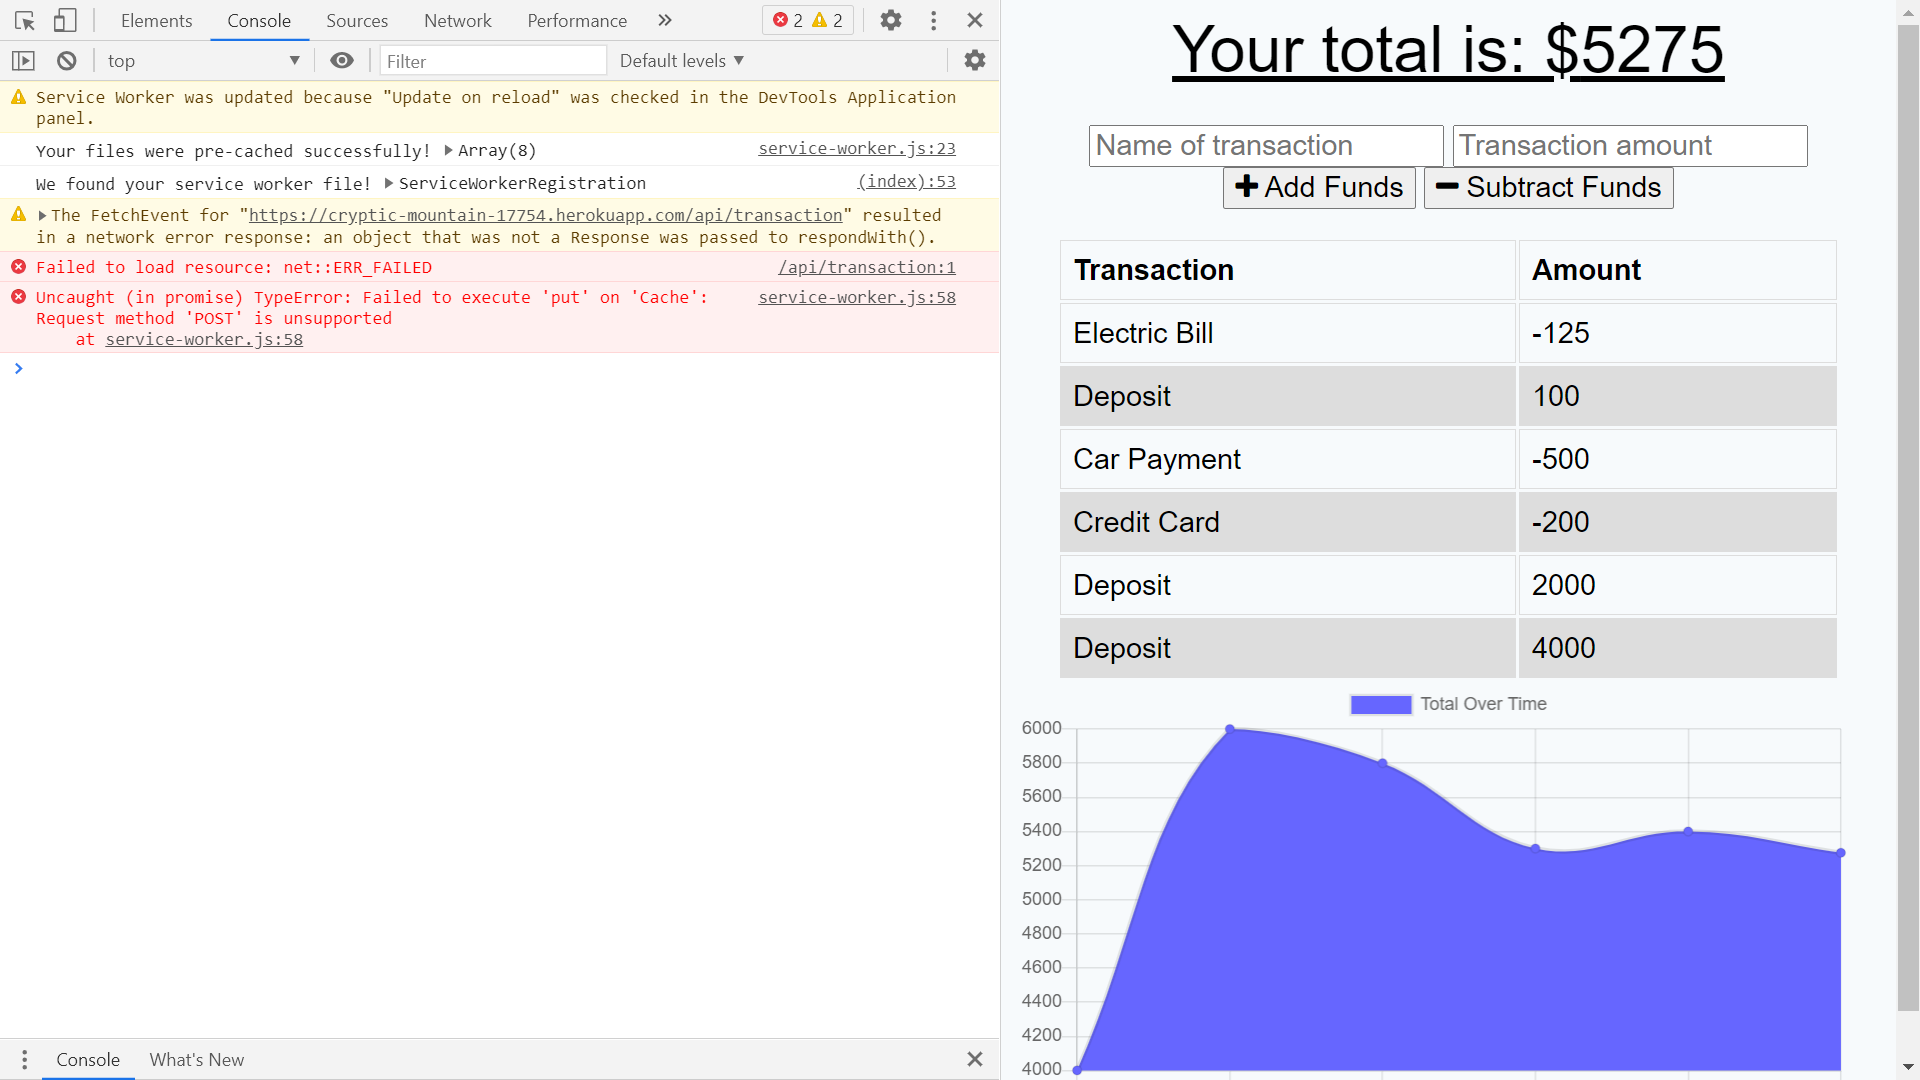 Elements Console Sources Network Performance 2 2
top Filter Default levels
Service Worker was updated because "Update on reload" was checked in the DevTools Application
panel.
Your files were pre-cached successfully! Array(8) service-worker.js:23
We found your service worker file! ServiceWorkerRegistration (index):53
The FetchEvent for "https://cryptic-mountain-17754.herokuapp.com/api/transaction" resulted
in a network error response: an object that was not a Response was passed to respondWith().
Failed to load resource: net::ERR_FAILED /api/transaction:1
Uncaught (in promise) TypeError: Failed to execute 'put' on 'Cache': service-worker.js:58
Request method 'POST' is unsupported
at service-worker.js:58
Console What's New
Your total is: $5275
Name of transaction Transaction amount
Add Funds Subtract Funds
Transaction Amount
Electric Bill -125
Deposit 100
Car Payment -500
Credit Card -200
Deposit 2000
Deposit 4000
Total Over Time
6000
5800
5600
5400
5200
5000
4800
4600
4400
4200
4000